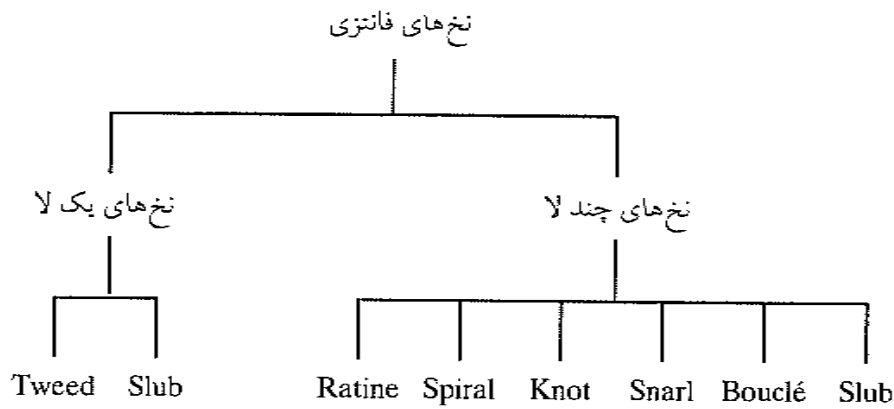 نخ‌های فانتزی
نخ‌های یک لا نخ‌های چند لا
Tweed Slub Ratine Spiral Knot Snarl Bouclé Slub